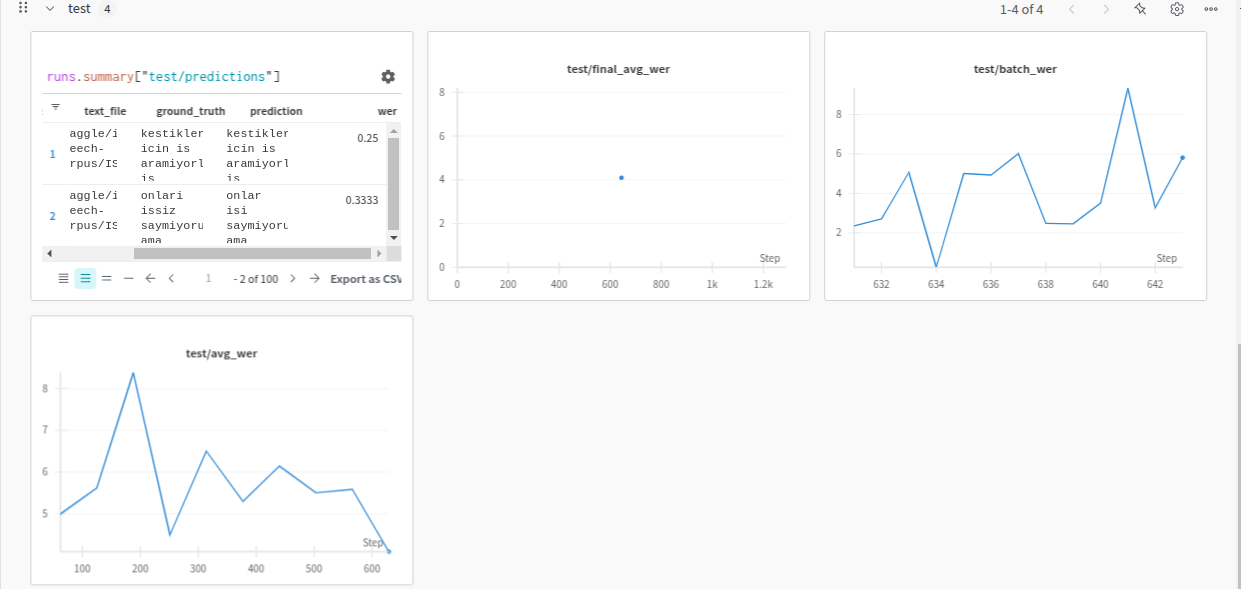 test 4
1-4 of 4
runs.summary["test/predictions"]
text_file ground_truth prediction wer
1
aggle/i
eech-
rpus/IS
kestikler
icin is
aramiyorl
is
kestikler
icin is
aramiyorl
is
0.25
2
aggle/i
eech-
rpus/IS
onlari
issiz
saymiyoru
ama
onlar
isi
saymiyoru
ama
0.3333
1 - 2 of 100
Export as CSV
test/final_avg_wer
8
6
4
2
0
Step
0 200 400 600 800 1k 1.2k
test/batch_wer
8
6
4
2
Step
632 634 636 638 640 642
test/avg_wer
8
7
6
5
Step
100 200 300 400 500 600